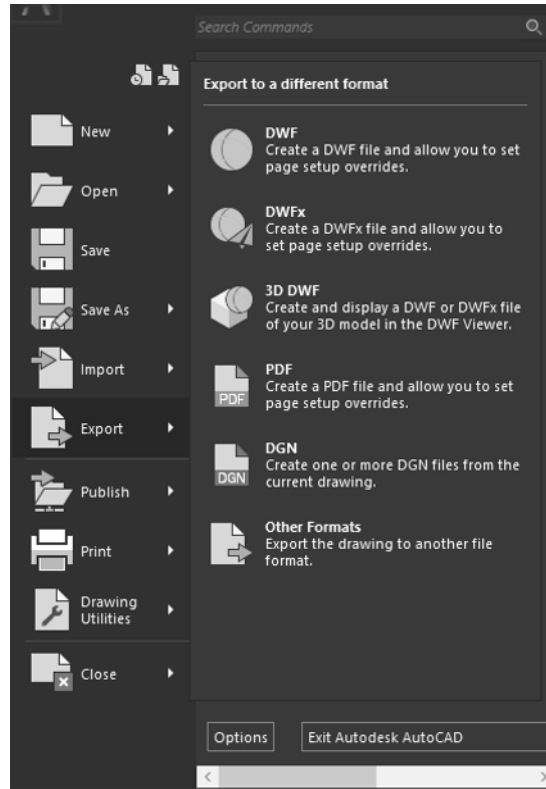 Search Commands
Export to a different format
New
Open
Save
Save As
Import
Export
Publish
Print
Drawing
Utilities
Close
DWF
Create a DWF file and allow you to set
page setup overrides.
DWFx
Create a DWFx file and allow you to
set page setup overrides.
3D DWF
Create and display a DWF or DWFx file
of your 3D model in the DWF Viewer.
PDF
PDF
Create a PDF file and allow you to set
page setup overrides.
DGN
DGN
Create one or more DGN files from the
current drawing.
Other Formats
Export the drawing to another file
format.
Options
Exit Autodesk AutoCAD